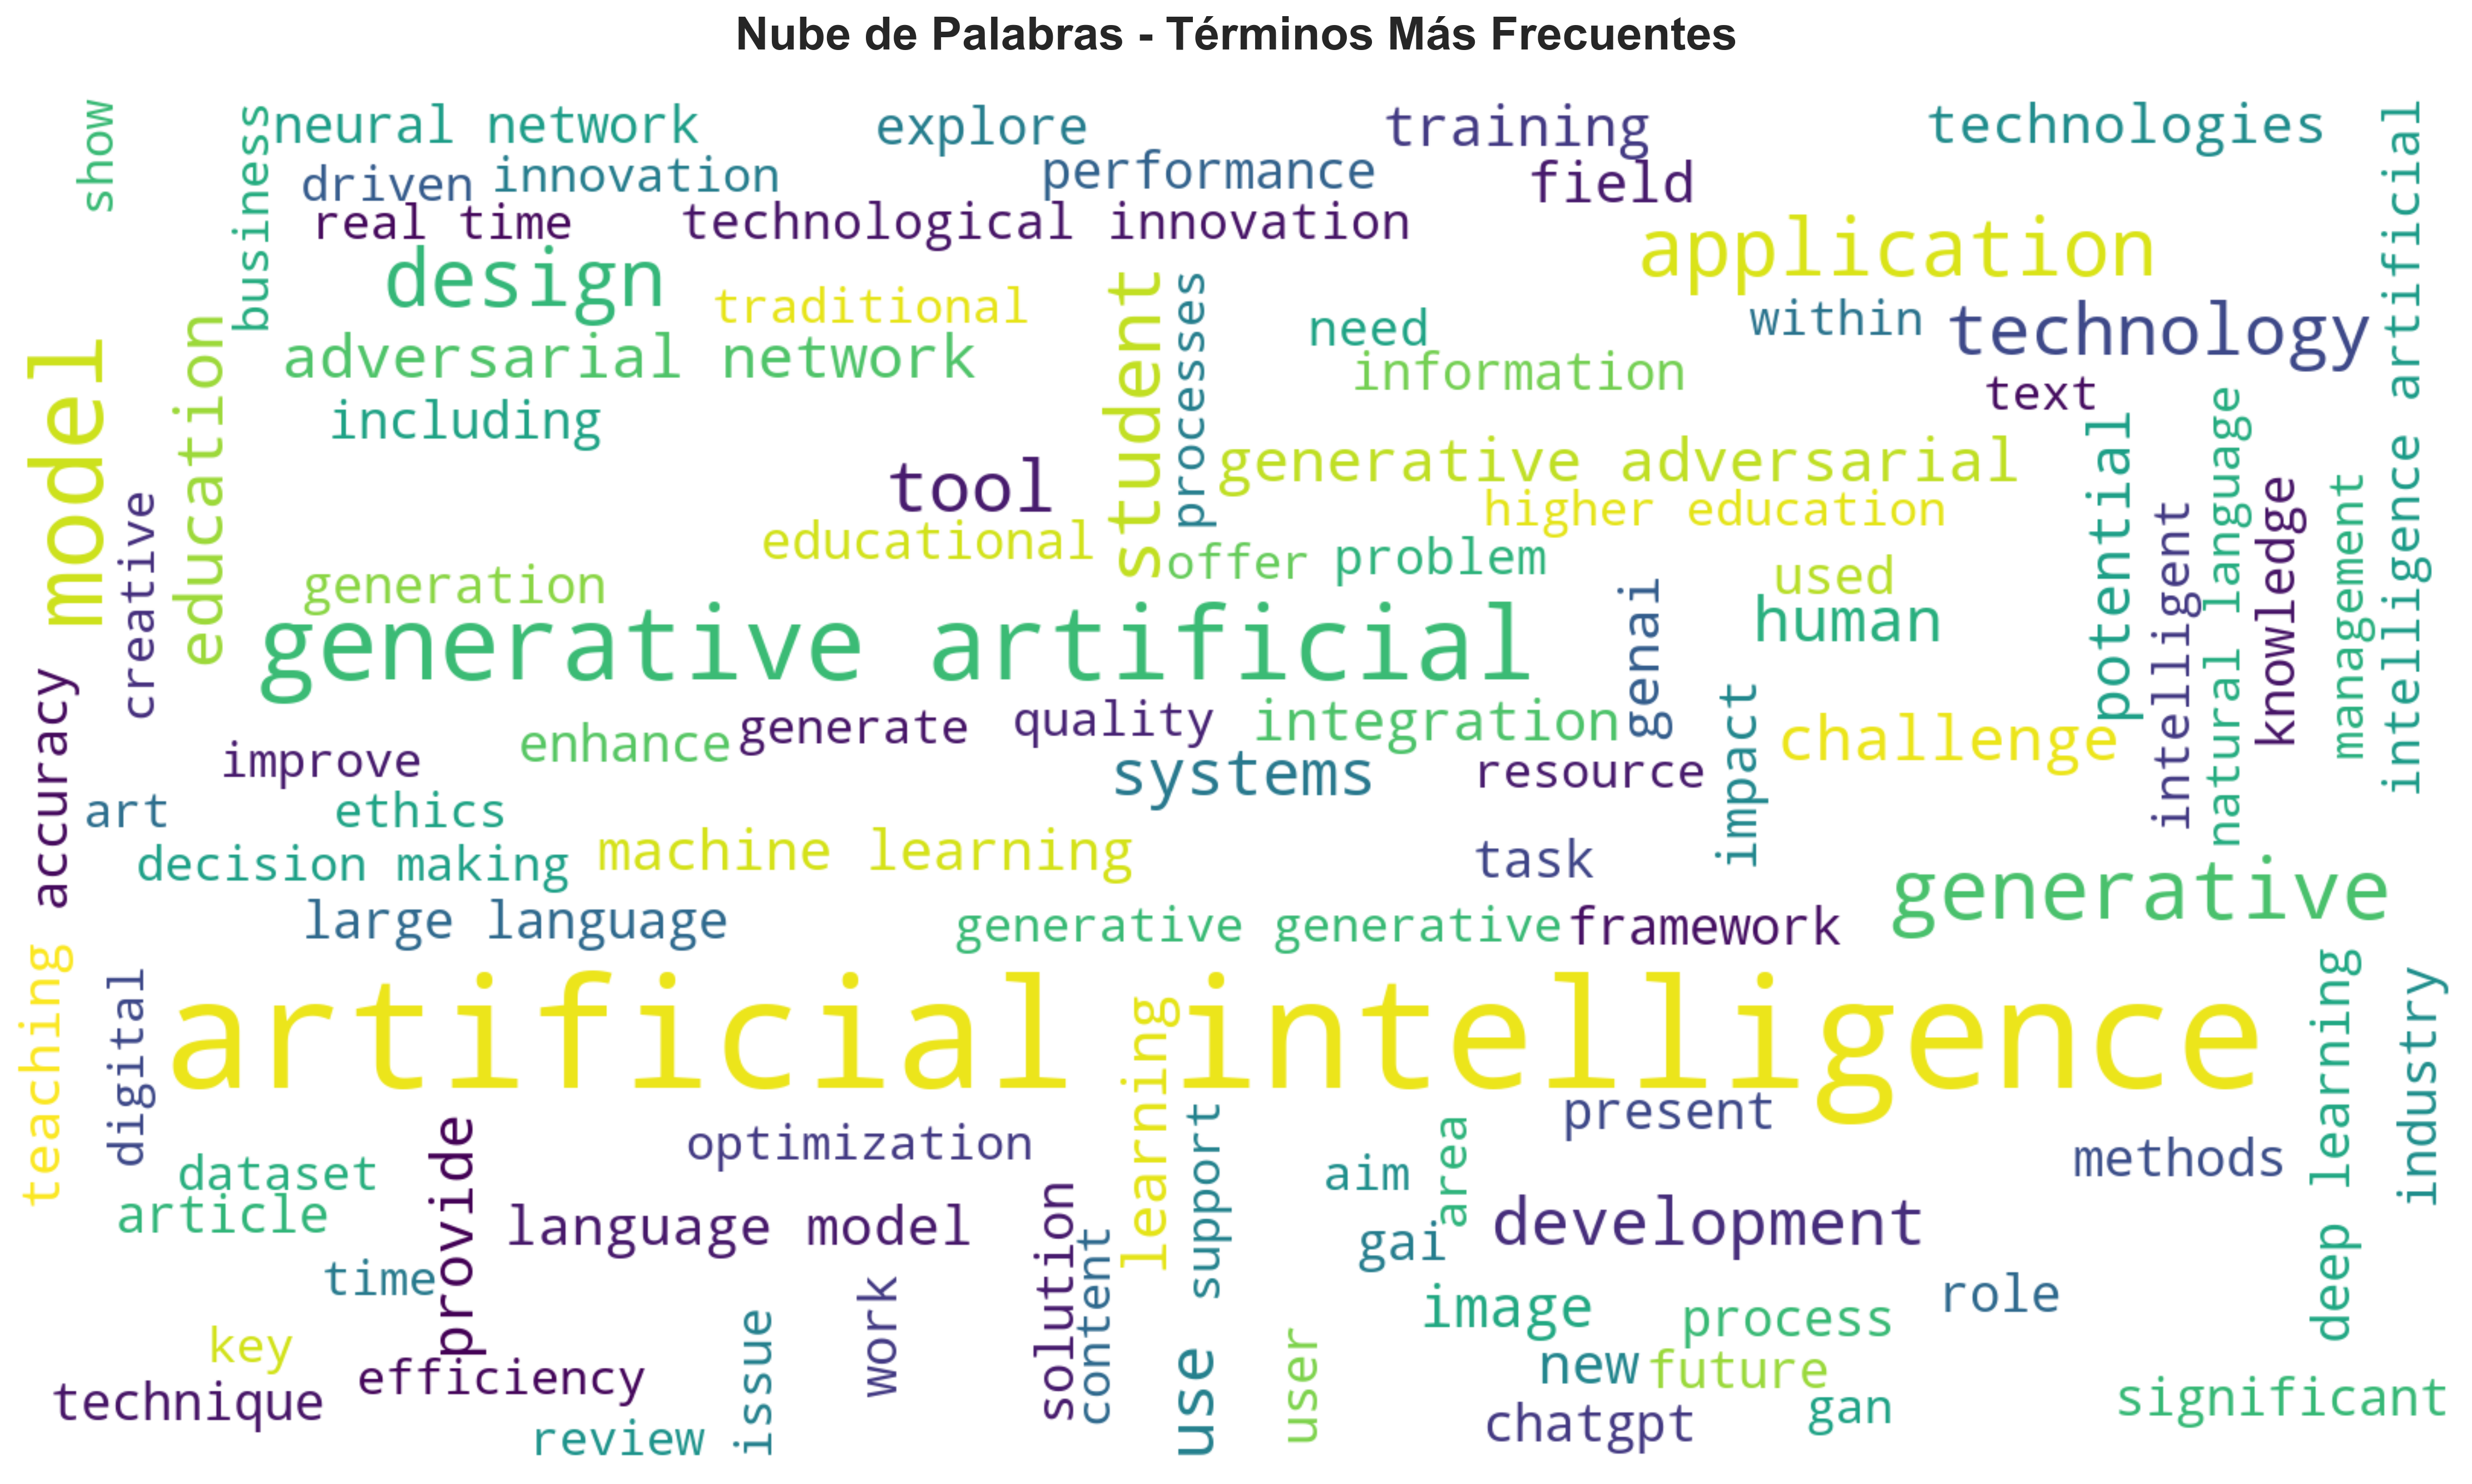 Nube de Palabras - Términos Más Frecuentes
show
business
neural network
explore
training
technologies
intelligence artificial
driven
innovation
performance
field
real time
technological innovation
application
design
traditional
student
processes
need
within
technology
model
education
adversarial network
information
text
including
potential
natural language
tool
generative adversarial
creative
higher education
intelligent
knowledge
management
educational
offer
problem
used
generation
genai
human
generative artificial
accuracy
improve
enhance
generate
quality
integration
impact
challenge
systems
resource
art
ethics
decision making
machine learning
task
generative
large language
generative generative
framework
teaching
digital
artificial intelligence
learning
deep learning
industry
provide
optimization
support
present
area
methods
dataset
aim
article
language model
solution
content
gai
development
time
work
image
process
role
key
issue
use
user
new
future
technique
efficiency
chatgpt
gan
significant
review